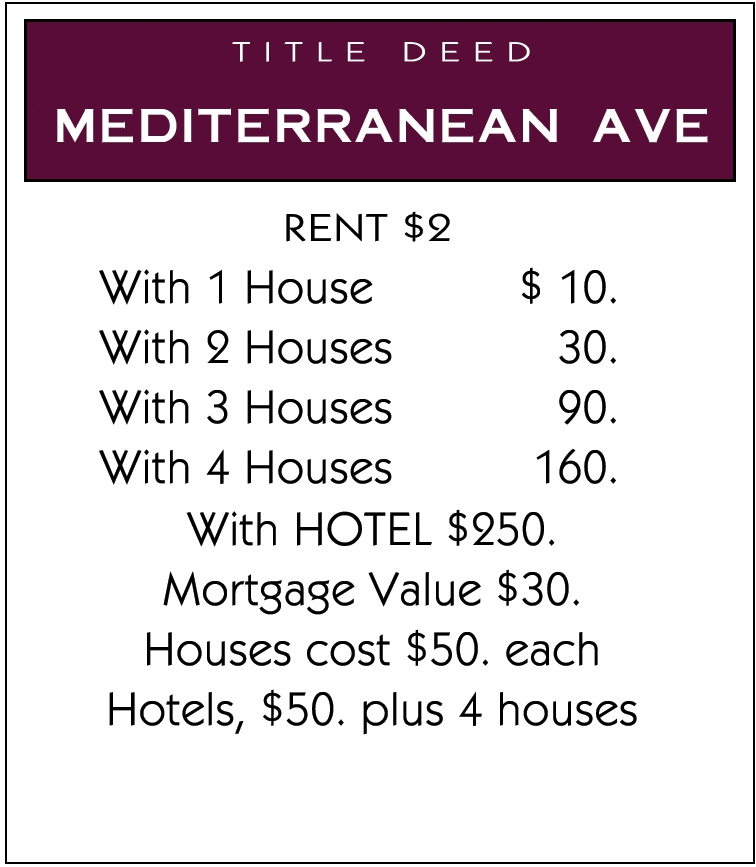 TITLE DEED
MEDITERRANEAN AVE
RENT $2
With 1 House $ 10.
With 2 Houses 30.
With 3 Houses 90.
With 4 Houses 160.
With HOTEL $250.
Mortgage Value $30.
Houses cost $50. each
Hotels, $50. plus 4 houses